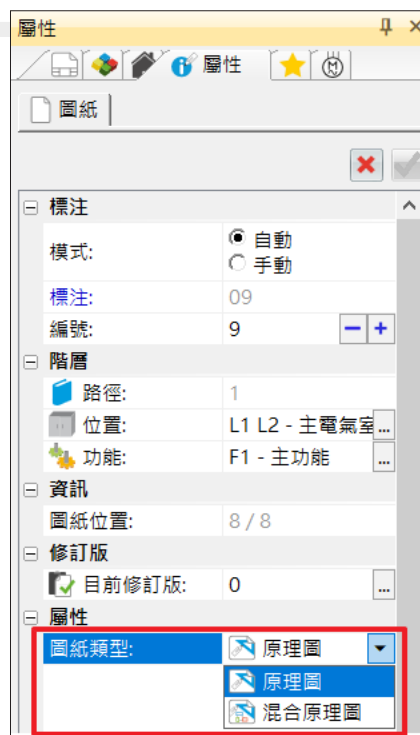 屬性
屬性
圖紙
標注
模式:
自動
手動
標注: 09
編號: 9
階層
路徑: 1
位置: L1 L2 - 主電氣室 ...
功能: F1 - 主功能 ...
資訊
圖紙位置: 8 / 8
修訂版
目前修訂版: 0 ...
屬性
圖紙類型: 原理圖
原理圖
混合原理圖